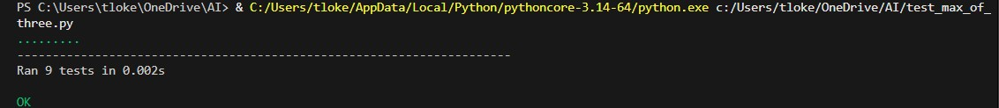 PS C:\Users\tloke\OneDrive\AI> & C:/Users/tloke/AppData/Local/Python/pythoncore-3.14-64/python.exe c:/Users/tloke/OneDrive/AI/test_max_of_
three.py
.........
----------------------------------------------------------------------
Ran 9 tests in 0.002s
OK